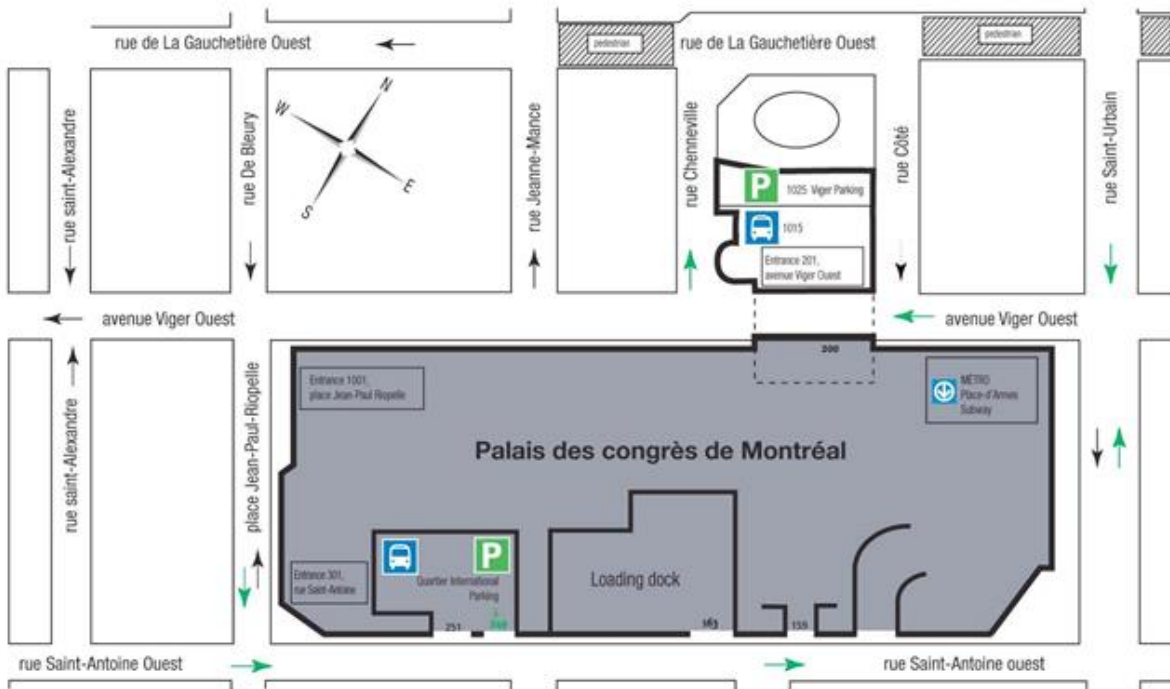 rue de La Gauchetière Ouest
pedestrian
rue de La Gauchetière Ouest
pedestrian
N
W
E
S
rue saint-Alexandre
rue De Bleury
rue Jeanne-Mance
rue Chenneville
rue Côté
rue Saint-Urbain
P
1025 Viger Parking
1015
Entrance 201,
avenue Viger Ouest
avenue Viger Ouest
avenue Viger Ouest
200
Entrance 1001,
place Jean-Paul Riopelle
MÉTRO
Place-d'Armes
Subway
rue saint-Alexandre
place Jean-Paul-Riopelle
Palais des congrès de Montréal
P
Quartier International
Parking
Loading dock
Entrance 301,
rue Saint-Antoine
251
163
159
rue Saint-Antoine Ouest
rue Saint-Antoine ouest